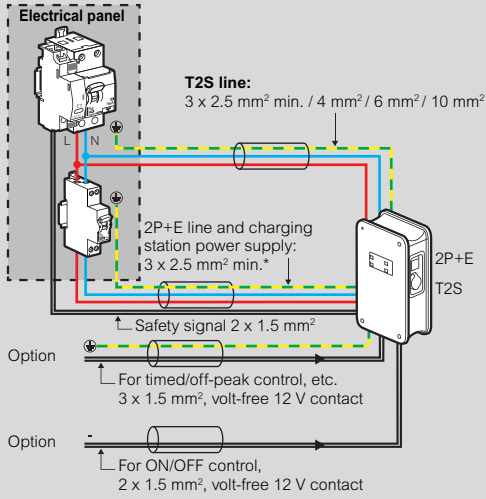 Electrical panel
T2S line:
3 x 2.5 mm² min. / 4 mm² / 6 mm² / 10 mm²
L N
2P+E line and charging
station power supply:
3 x 2.5 mm² min.*
2P+E
T2S
Safety signal 2 x 1.5 mm²
Option
For timed/off-peak control, etc.
3 x 1.5 mm², volt-free 12 V contact
Option
-
For ON/OFF control,
2 x 1.5 mm², volt-free 12 V contact